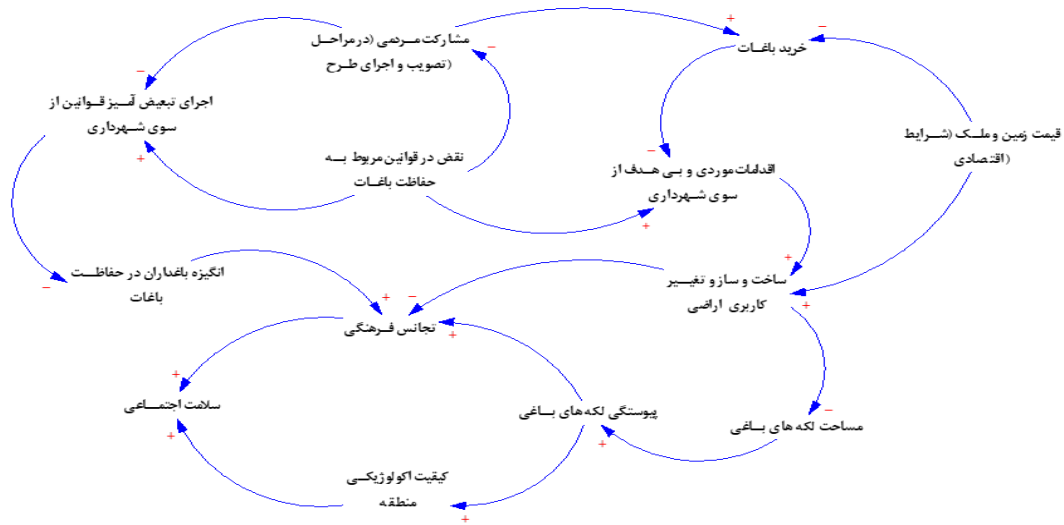 مشارکت مردمی (در مراحل
تصویب و اجرای طرح)
خرید باغات
اجرای تبعیض آمیز قوانین از
سوی شهرداری
قیمت زمین و ملک (شرایط
اقتصادی)
نقض در قوانین مربوط به
حفاظت باغات
اقدامات موردی و بی هدف از
سوی شهرداری
انگیزه باغداران در حفاظت
باغات
ساخت و ساز و تغییر
کاربری اراضی
تجانس فرهنگی
سلامت اجتماعی
پیوستگی لکه های باغی
مساحت لکه های باغی
کیقیت اکولوژیکی
منطقه
+
−
−
−
+
−
+
+
−
+
−
+
+
−
+
+
+
+
+